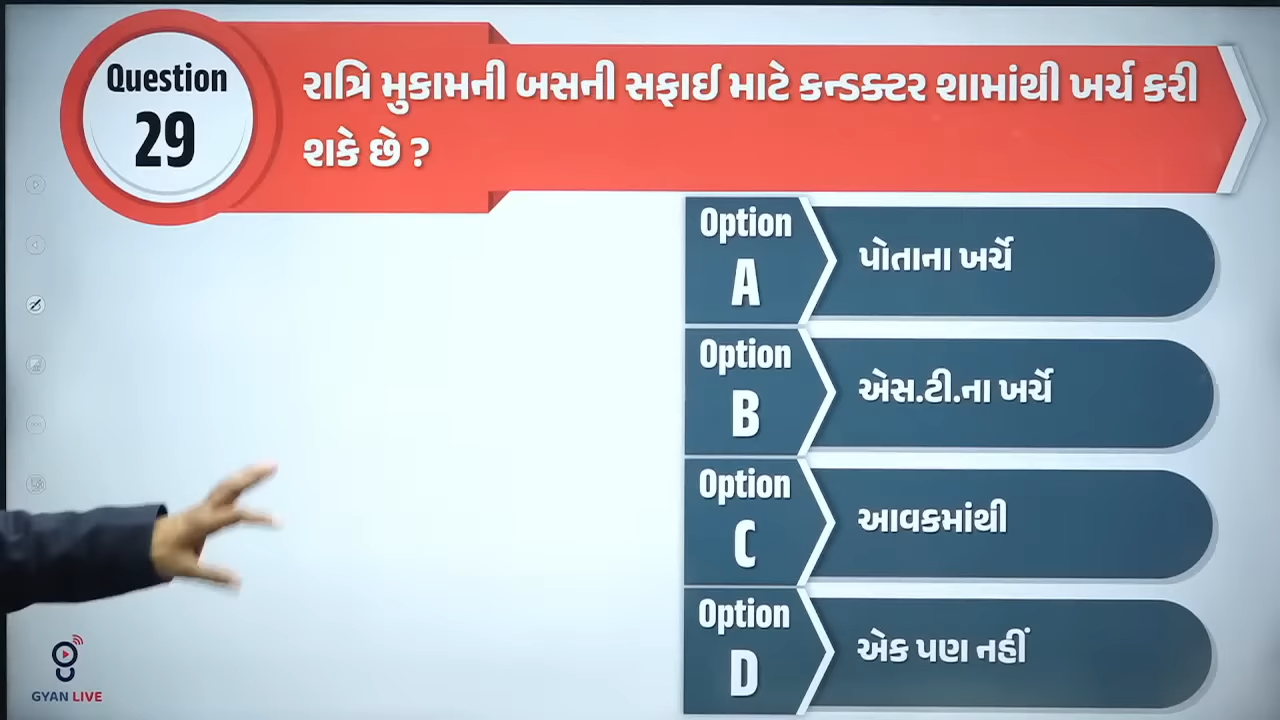 Question
29
રાત્રિ મુકામની બસની સફાઈ માટે કન્ડક્ટર શામાંથી ખર્ચ કરી
શકે છે ?
Option
A
પોતાના ખર્ચે
Option
B
એસ.ટી.ના ખર્ચે
Option
C
આવકમાંથી
Option
D
એક પણ નહીં
GYAN LIVE